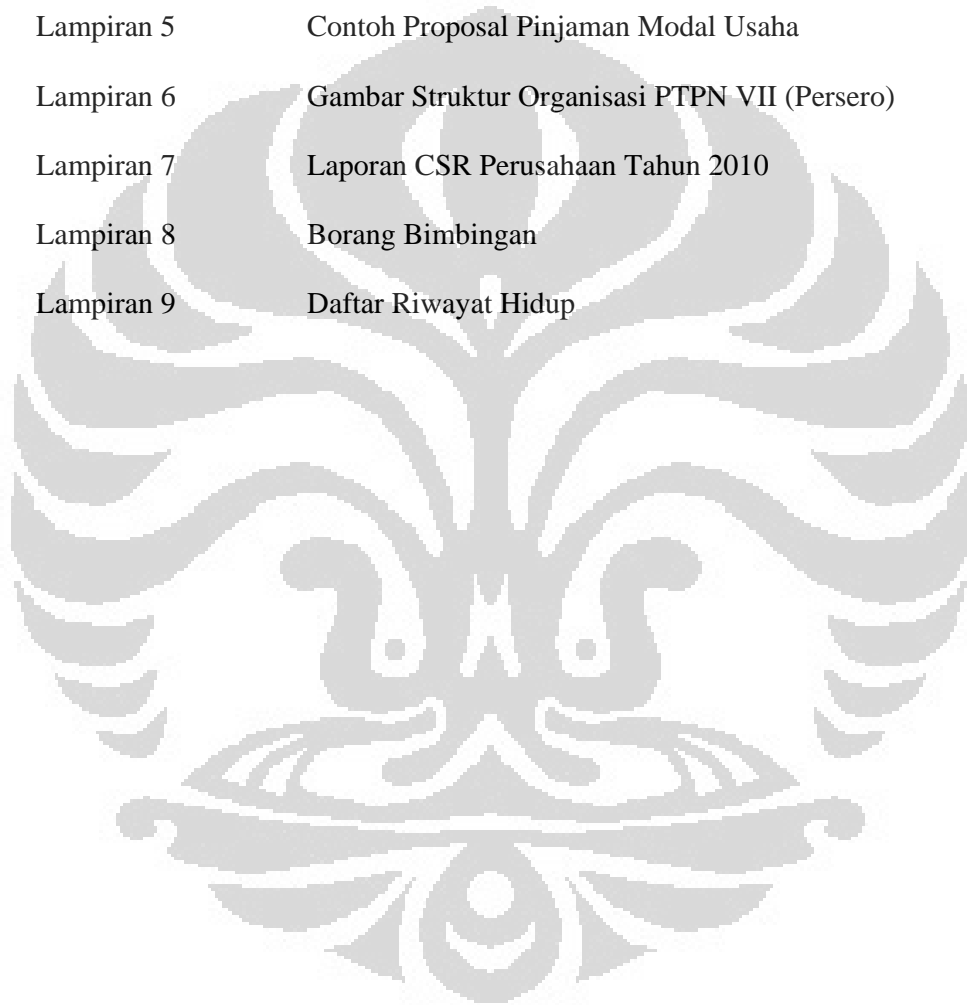 Lampiran 5 Contoh Proposal Pinjaman Modal Usaha
Lampiran 6 Gambar Struktur Organisasi PTPN VII (Persero)
Lampiran 7 Laporan CSR Perusahaan Tahun 2010
Lampiran 8 Borang Bimbingan
Lampiran 9 Daftar Riwayat Hidup